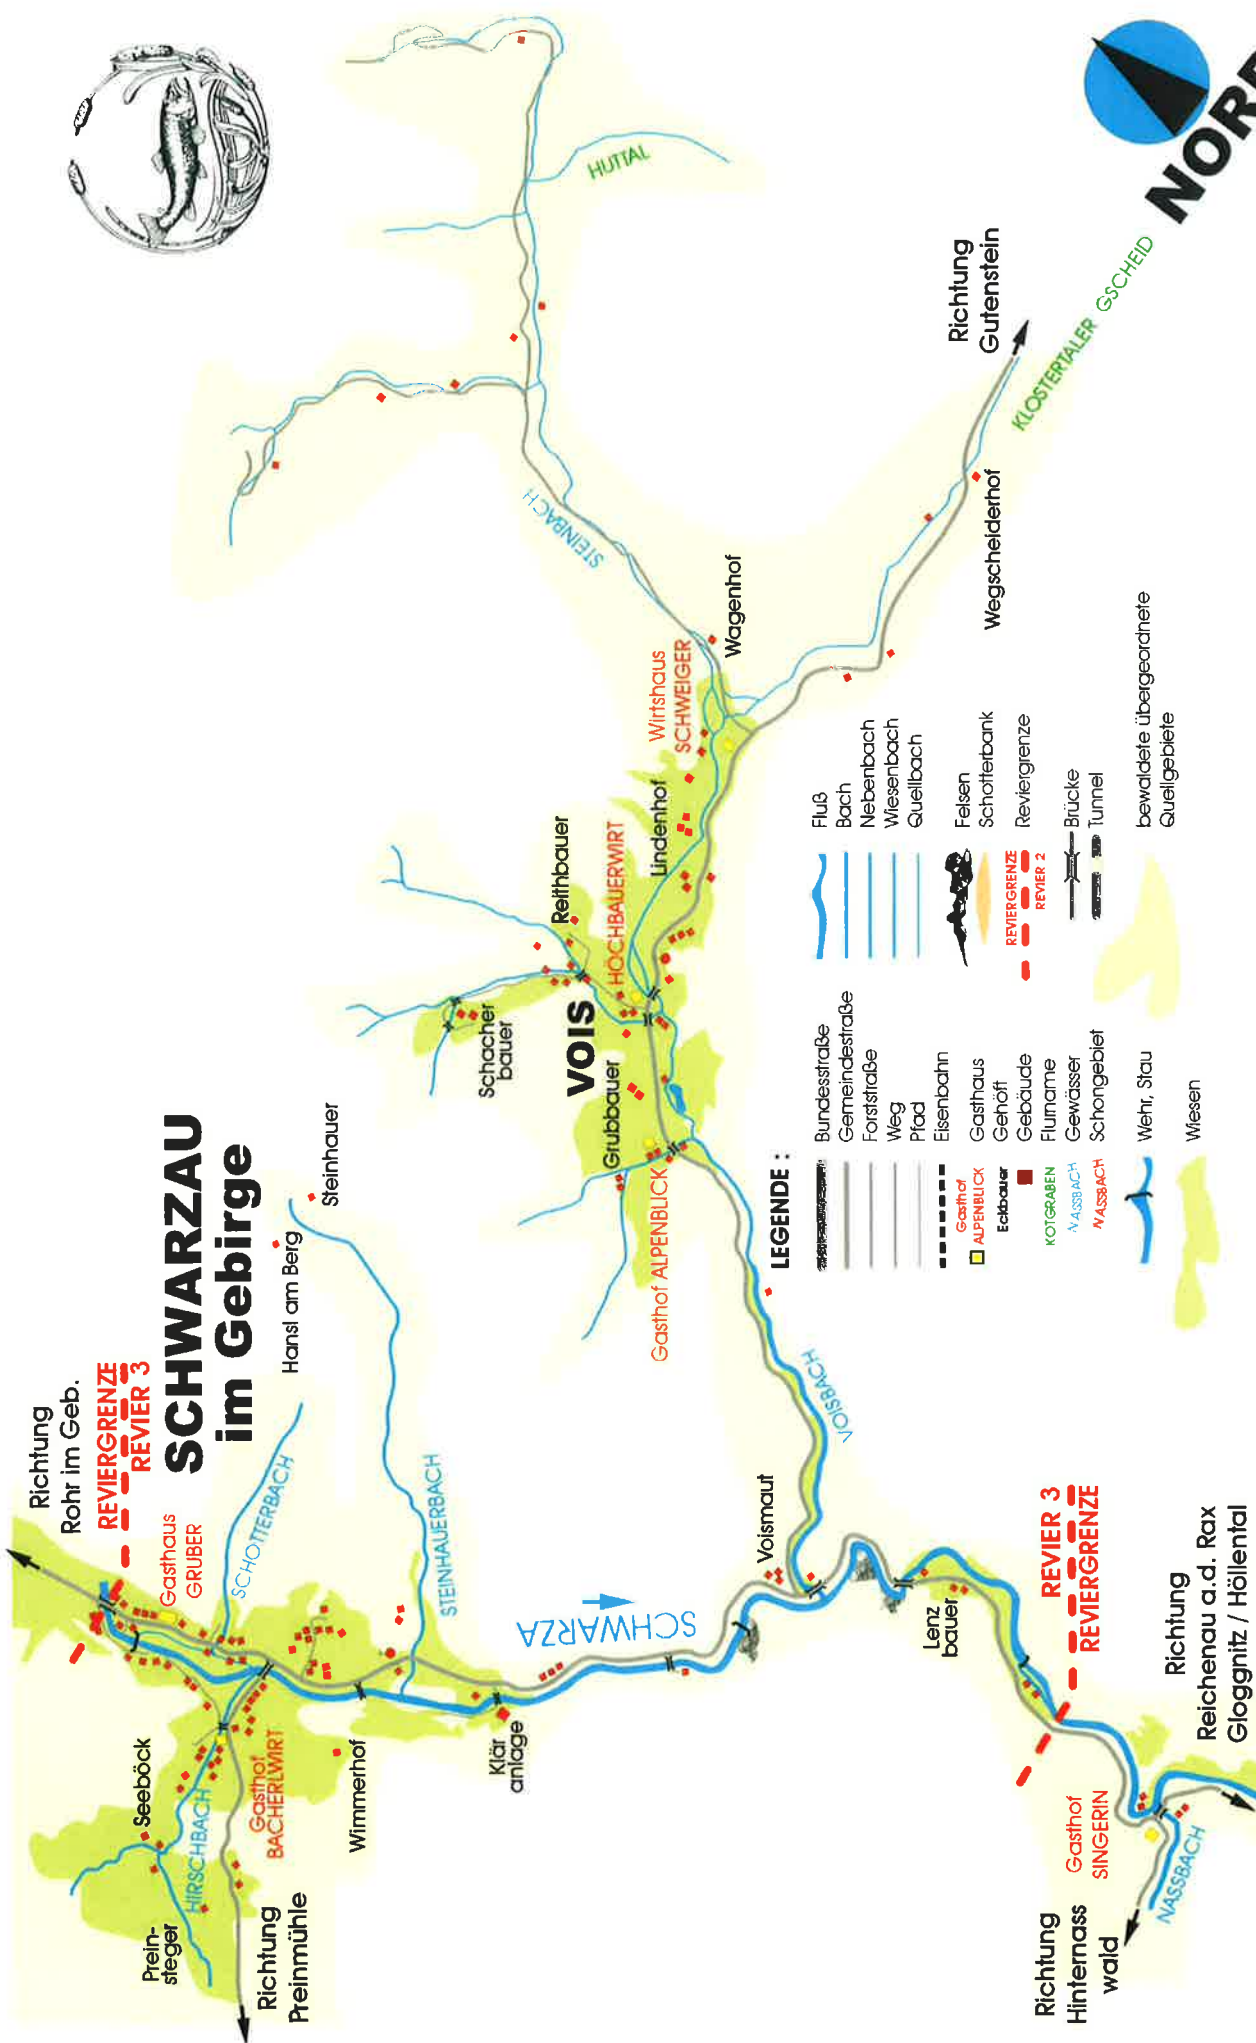 Richtung
Rohr im Geb.
REVIERGRENZE
REVIER 3
SCHWARZAU
im Gebirge
Gasthaus
GRUBER
SCHOTTERBACH
Hansl am Berg
Steinhauer
STEINHAUERBACH
Seeböck
HIRSCHBACH
Prein-
steger
Richtung
Preinmühle
Gasthof
BACHERLWIRT
Wimmerhof
Klär
anlage
SCHWARZA
Voismaut
VOISBACH
Lenz
bauer
REVIER 3
REVIERGRENZE
Richtung
Reichenau a.d. Rax
Gloggnitz / Höllental
Gasthof
SINGERIN
NASSBACH
Richtung
Hinternass
wald
Schacher
bauer
Reithbauer
VOIS
HÖCHBAUERWIRT
Grubbauer
Gasthof ALPENBLICK
Lindenhof
Wirtshaus
SCHWEIGER
Wagenhof
STEINBACH
HUTTAL
Wegscheiderhof
Richtung
Gutenstein
KLOSTERTALER GSCHEID
LEGENDE :
Bundesstraße
Gemeindestraße
Forststraße
Weg
Pfad
Eisenbahn
Gasthof
ALPENBLICK
Gasthaus
Eckbauer
Gehöft
Gebäude
KOTGRABEN
Flurname
NASSBACH
Gewässer
NASSBACH
Schongebiet
Wehr, Stau
Wiesen
Fluß
Bach
Nebenbach
Wiesenbach
Quellbach
Felsen
Schotterbank
REVIERGRENZE
REVIER 2
Reviergrenze
Brücke
Tunnel
bewaldete übergeordnete
Quellgebiete